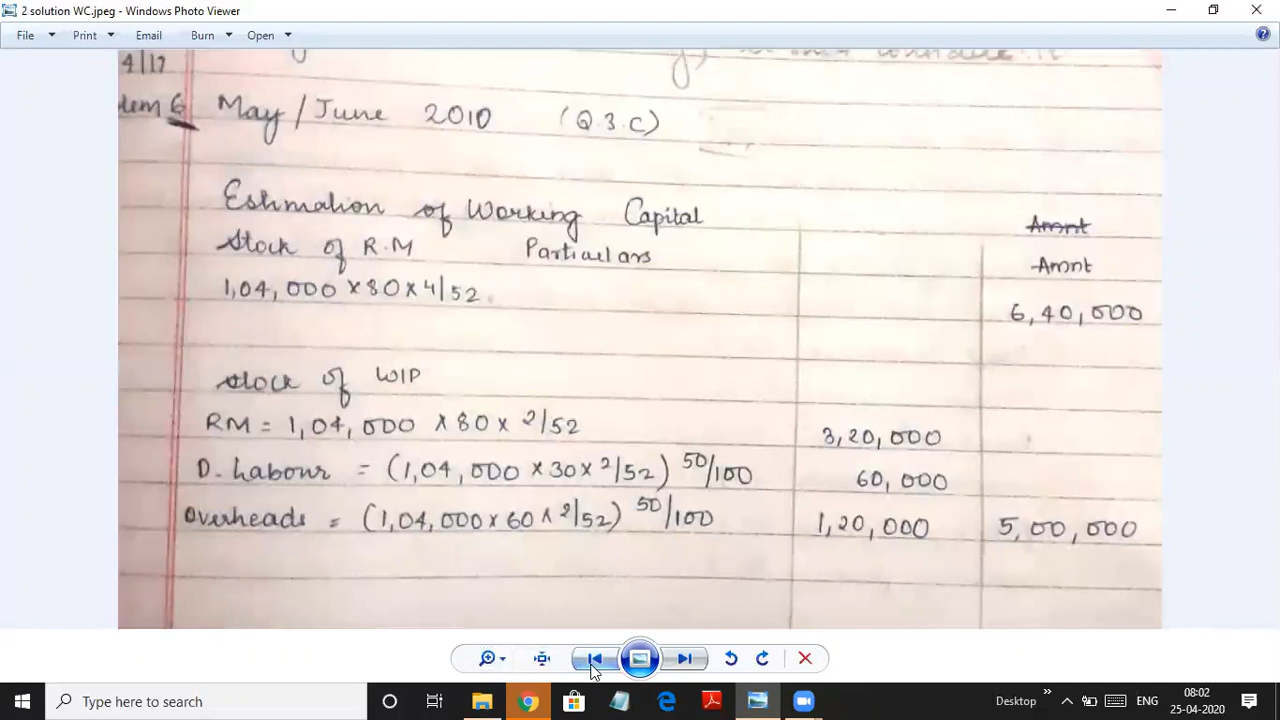 2 solution WC.jpeg - Windows Photo Viewer
File Print Burn Email Open
4/17
lem 6 May/June 2010 (Q.3.C)
Estimation of Working Capital
Amnt
Stock of R.M Particulars
Amnt
1,04,000 × 80 × 4/52 6,40,000
Stock of WIP
RM = 1,04,000 × 80 × 2/52 3,20,000
D. Labour = (1,04,000 × 30 × 2/52) 50/100 60,000
Overheads = (1,04,000 × 60 × 2/52) 50/100 1,20,000 5,00,000
Type here to search
Desktop
ENG
08:02
25-04-2020